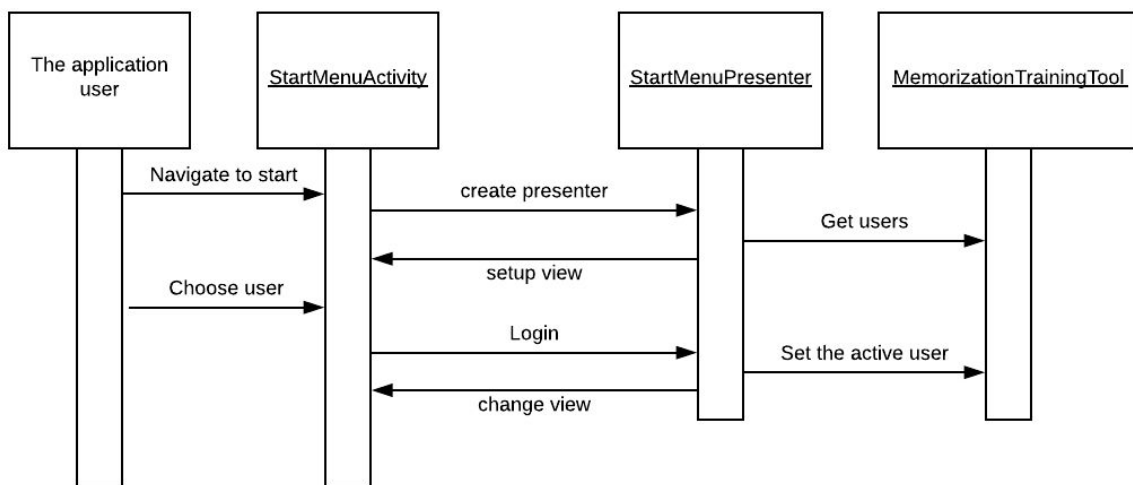 The application
user
StartMenuActivity
StartMenuPresenter
MemorizationTrainingTool
Navigate to start
create presenter
Get users
setup view
Choose user
Login
Set the active user
change view